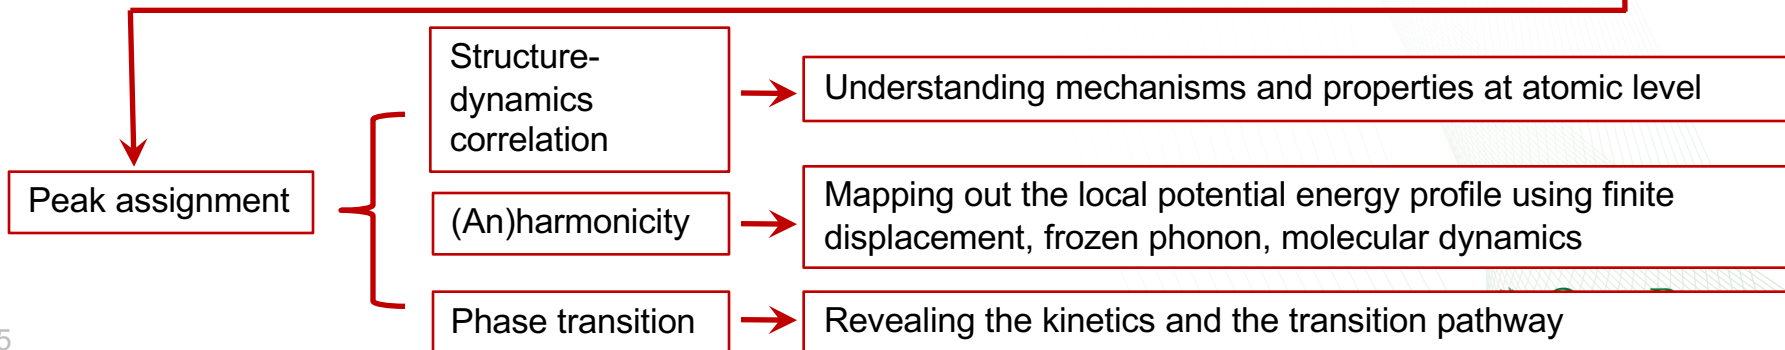 Structure-
dynamics
correlation
Understanding mechanisms and properties at atomic level
Peak assignment
(An)harmonicity
Mapping out the local potential energy profile using finite
displacement, frozen phonon, molecular dynamics
Phase transition
Revealing the kinetics and the transition pathway
5